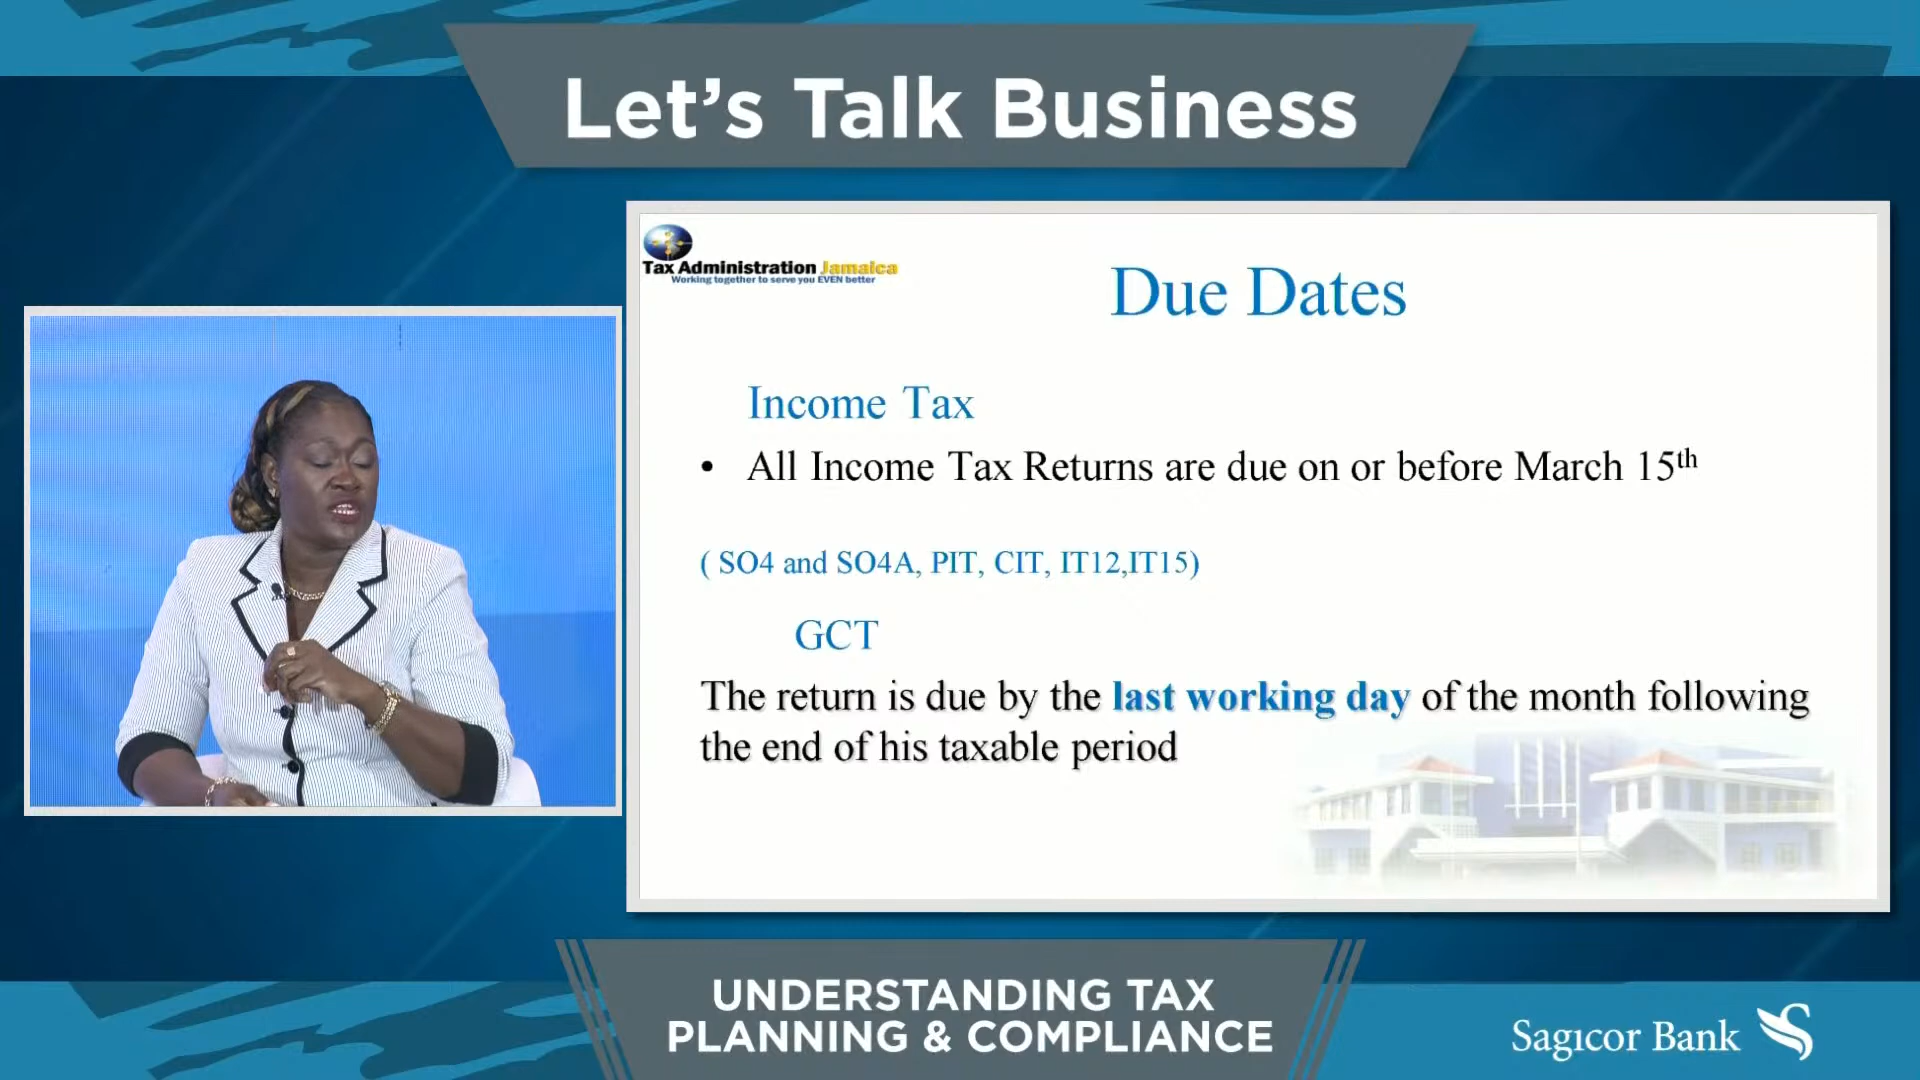 Let's Talk Business
Tax Administration Jamaica
Working together to serve you EVEN better
Due Dates
Income Tax
• All Income Tax Returns are due on or before March 15th
( SO4 and SO4A, PIT, CIT, IT12,IT15)
GCT
The return is due by the last working day of the month following
the end of his taxable period
UNDERSTANDING TAX
PLANNING & COMPLIANCE
Sagicor Bank